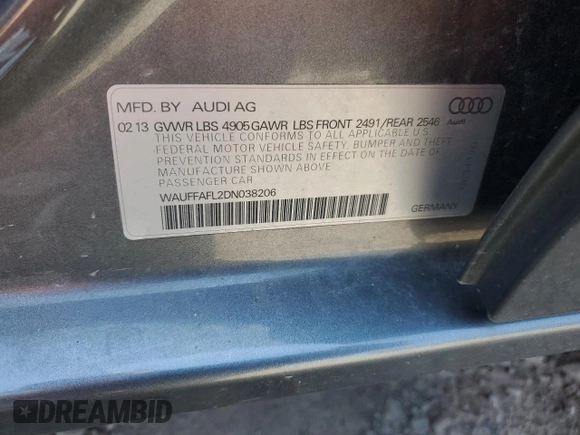 MFD. BY AUDI AG
02 13 GVWR LBS 4905 GAWR LBS FRONT 2491/REAR 2546
THIS VEHICLE CONFORMS TO ALL APPLICABLE U.S.
FEDERAL MOTOR VEHICLE SAFETY. BUMPER AND THEFT
PREVENTION STANDARDS IN EFFECT ON THE DATE OF
MANUFACTURE SHOWN ABOVE
PASSENGER CAR
WAUFFAFL2DN038206
Audi
GERMANY
DREAMBID